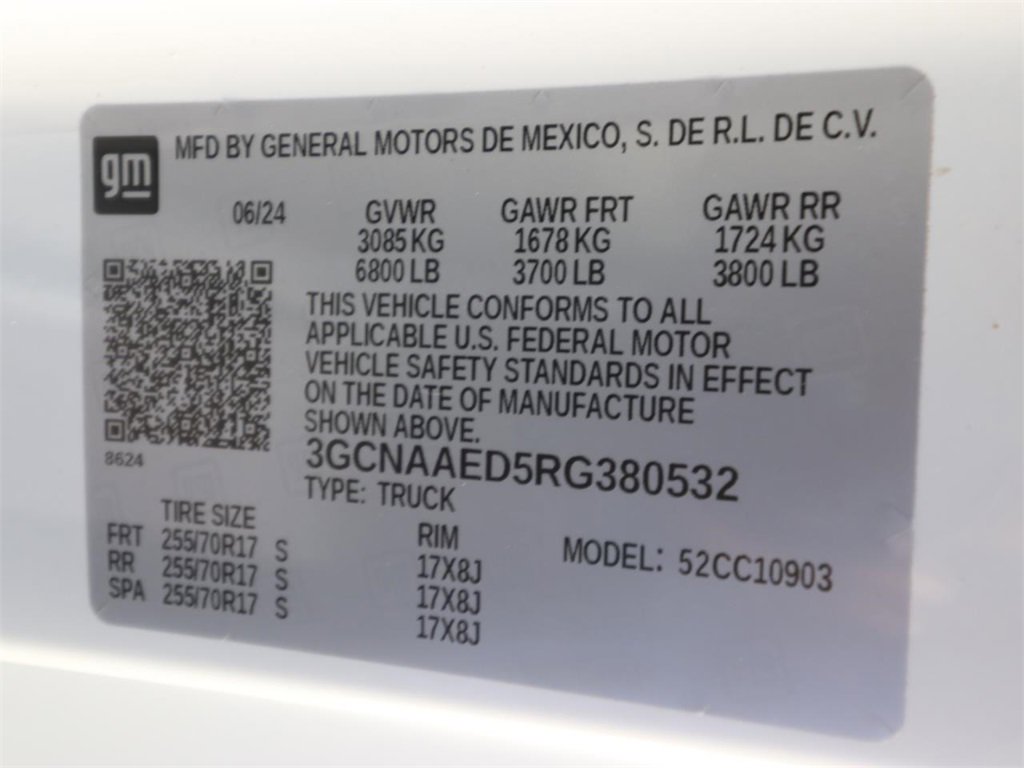 gm
MFD BY GENERAL MOTORS DE MEXICO, S. DE R.L. DE C.V.
06/24 GVWR GAWR FRT GAWR RR
3085 KG 1678 KG 1724 KG
6800 LB 3700 LB 3800 LB
THIS VEHICLE CONFORMS TO ALL
APPLICABLE U.S. FEDERAL MOTOR
VEHICLE SAFETY STANDARDS IN EFFECT
ON THE DATE OF MANUFACTURE
SHOWN ABOVE.
8624
3GCNAAED5RG380532
TYPE: TRUCK
TIRE SIZE RIM MODEL: 52CC10903
FRT 255/70R17 S 17X8J
RR 255/70R17 S 17X8J
SPA 255/70R17 S 17X8J